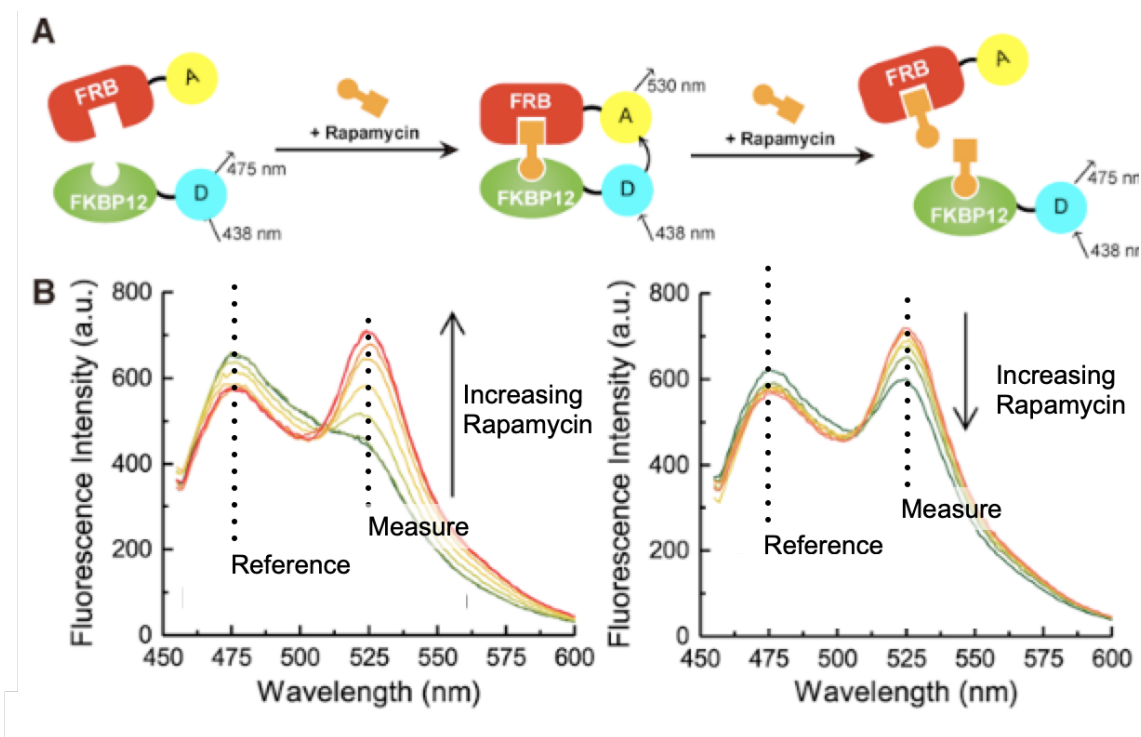 A
FRB
A
FKBP12
D
475 nm
438 nm
+ Rapamycin
FRB
A
530 nm
FKBP12
D
438 nm
+ Rapamycin
FRB
A
FKBP12
D
475 nm
438 nm
B
Fluorescence Intensity (a.u.)
800
600
400
200
0
450 475 500 525 550 575 600
Wavelength (nm)
Reference
Measure
Increasing
Rapamycin
Fluorescence Intensity (a.u.)
800
600
400
200
0
450 475 500 525 550 575 600
Wavelength (nm)
Reference
Measure
Increasing
Rapamycin